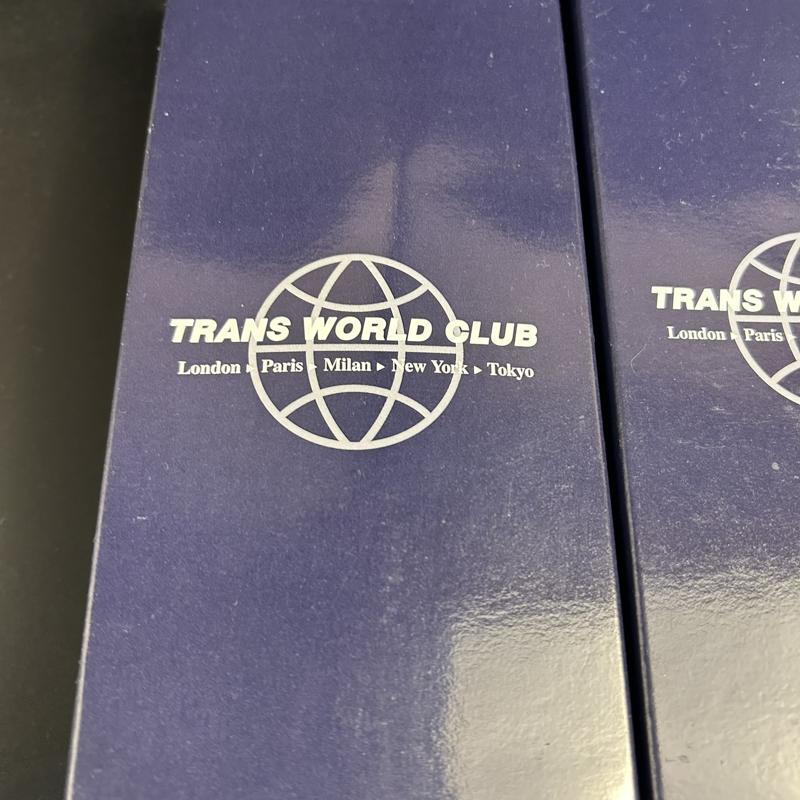 TRANS WORLD CLUB
London ▸ Paris ▸ Milan ▸ New York ▸ Tokyo
TRANS W
London ▸ Paris ▸